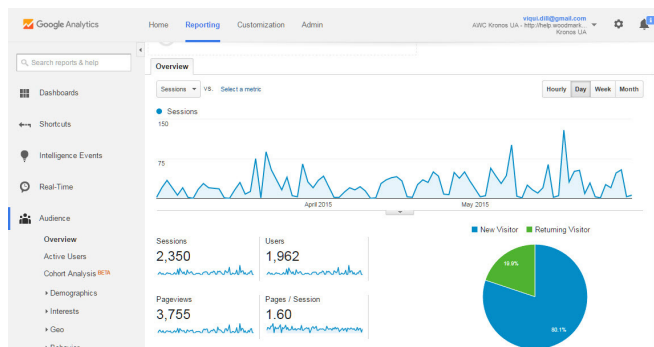 Google Analytics
Home Reporting Customization Admin
viqui.dill@gmail.com
AWC Kronos UA - http://help.woodmark...
Kronos UA
1
Search reports & help
Overview
Dashboards
Sessions VS. Select a metric
Hourly Day Week Month
Sessions
Shortcuts
150
Intelligence Events
75
Real-Time
April 2015 May 2015
Audience
New Visitor Returning Visitor
Overview
Sessions Users
2,350 1,962
Active Users
Cohort Analysis BETA
19.9%
Demographics
Pageviews Pages / Session
Interests
3,755 1.60
Geo
80.1%
Behavior